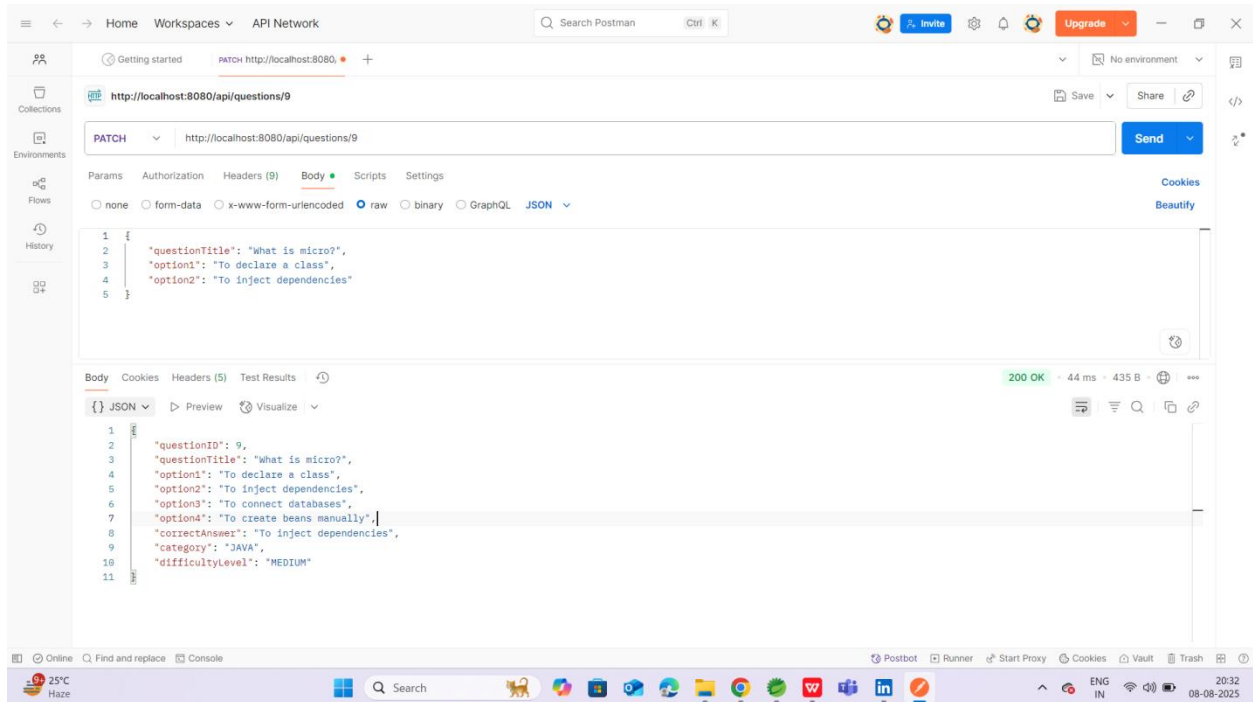 Home Workspaces API Network Search Postman Ctrl K Invite Upgrade
Getting started PATCH http://localhost:8080, No environment
HTTP http://localhost:8080/api/questions/9 Save Share
PATCH http://localhost:8080/api/questions/9 Send
Params Authorization Headers (9) Body Scripts Settings Cookies
none form-data x-www-form-urlencoded raw binary GraphQL JSON Beautify
Collections
Environments
Flows
History
1 {
2 "questionTitle": "What is micro?",
3 "option1": "To declare a class",
4 "option2": "To inject dependencies"
5 }
Body Cookies Headers (5) Test Results 200 OK 44 ms 435 B
{} JSON Preview Visualize
1 {
2 "questionID": 9,
3 "questionTitle": "What is micro?",
4 "option1": "To declare a class",
5 "option2": "To inject dependencies",
6 "option3": "To connect databases",
7 "option4": "To create beans manually",
8 "correctAnswer": "To inject dependencies",
9 "category": "JAVA",
10 "difficultyLevel": "MEDIUM"
11 }
Online Find and replace Console Postbot Runner Start Proxy Cookies Vault Trash
9+ 25°C Search ENG 20:32
Haze IN 08-08-2025